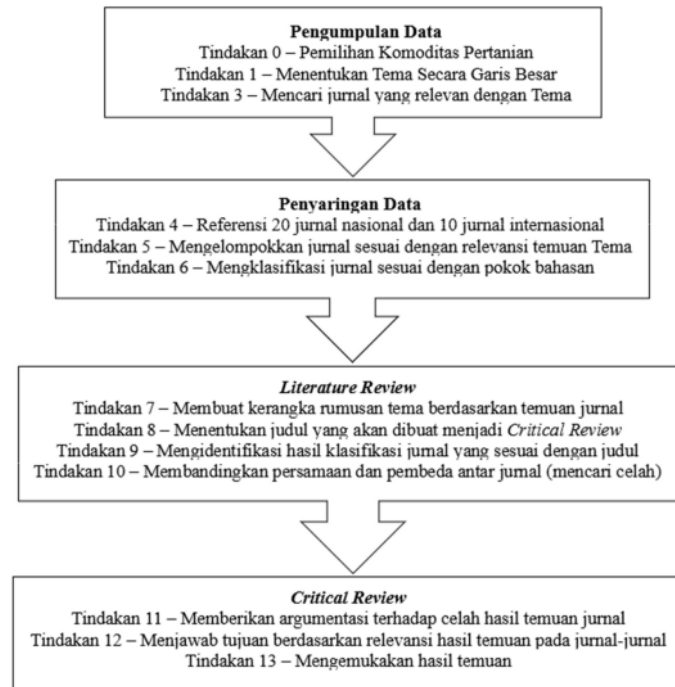 Pengumpulan Data
Tindakan 0 – Pemilihan Komoditas Pertanian
Tindakan 1 – Menentukan Tema Secara Garis Besar
Tindakan 3 – Mencari jurnal yang relevan dengan Tema
Penyaringan Data
Tindakan 4 – Referensi 20 jurnal nasional dan 10 jurnal internasional
Tindakan 5 – Mengelompokkan jurnal sesuai dengan relevansi temuan Tema
Tindakan 6 – Mengklasifikasi jurnal sesuai dengan pokok bahasan
Literature Review
Tindakan 7 – Membuat kerangka rumusan tema berdasarkan temuan jurnal
Tindakan 8 – Menentukan judul yang akan dibuat menjadi Critical Review
Tindakan 9 – Mengidentifikasi hasil klasifikasi jurnal yang sesuai dengan judul
Tindakan 10 – Membandingkan persamaan dan pembeda antar jurnal (mencari celah)
Critical Review
Tindakan 11 – Memberikan argumentasi terhadap celah hasil temuan jurnal
Tindakan 12 – Menjawab tujuan berdasarkan relevansi hasil temuan pada jurnal-jurnal
Tindakan 13 – Mengemukakan hasil temuan